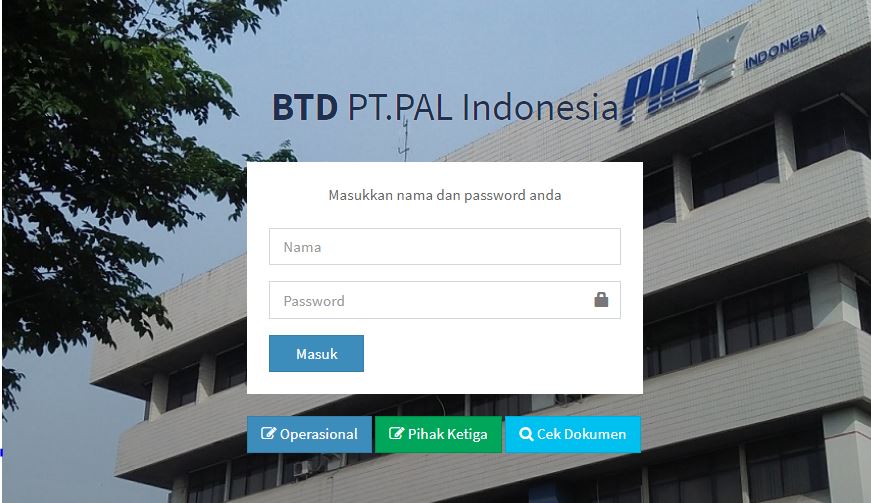 PAL INDONESIA
BTD PT.PAL Indonesia
Masukkan nama dan password anda
Nama
Password
Masuk
Operasional
Pihak Ketiga
Cek Dokumen